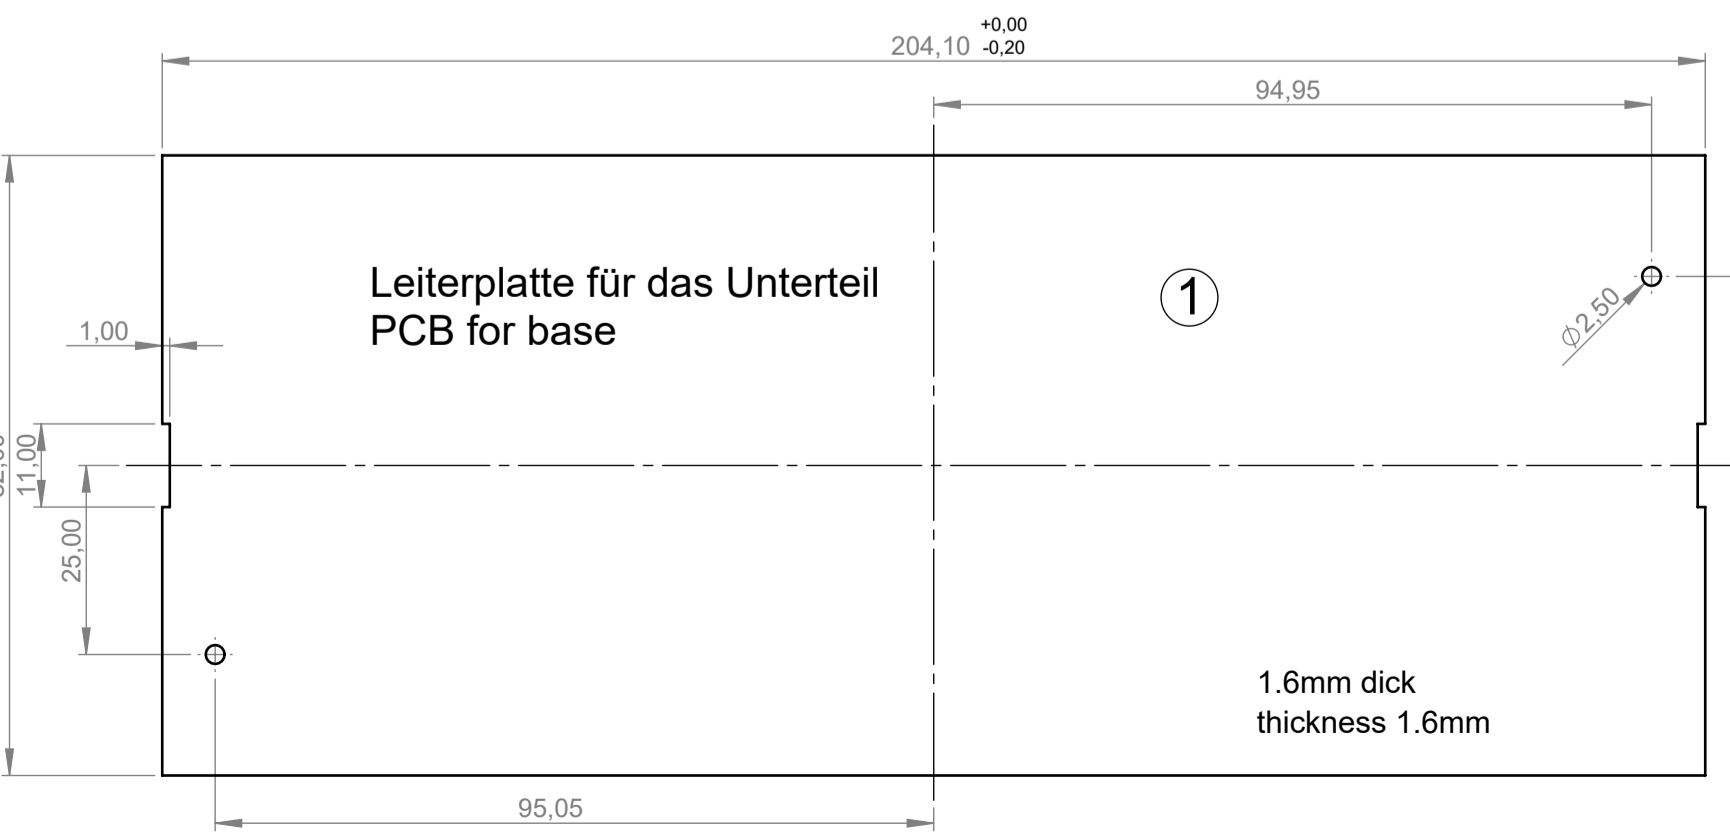 +0,00
204,10 -0,20
94,95
Leiterplatte für das Unterteil
PCB for base
1
1,00
⌀2,50
11,00
25,00
1.6mm dick
thickness 1.6mm
95,05